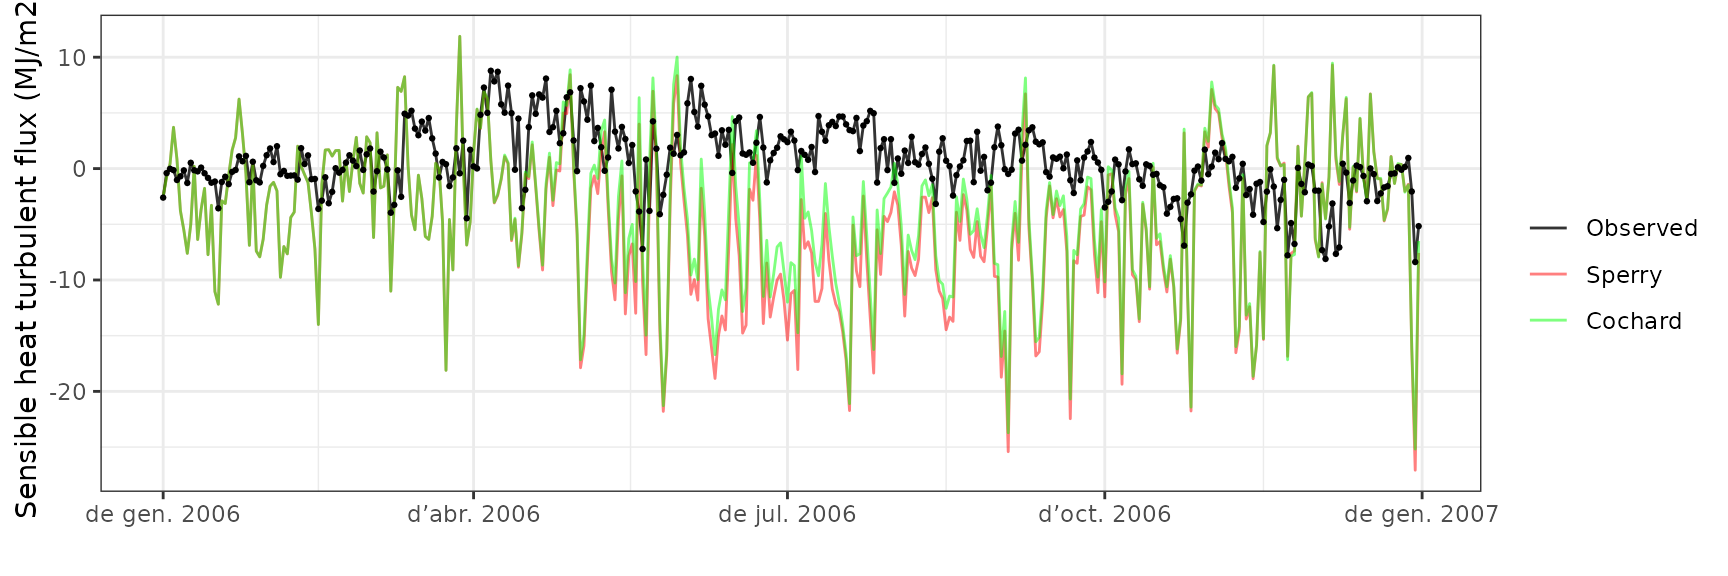 Sensible heat turbulent flux (MJ/m2
10
0
-10
-20
de gen. 2006
d’abr. 2006
de jul. 2006
d’oct. 2006
de gen. 2007
Observed
Sperry
Cochard